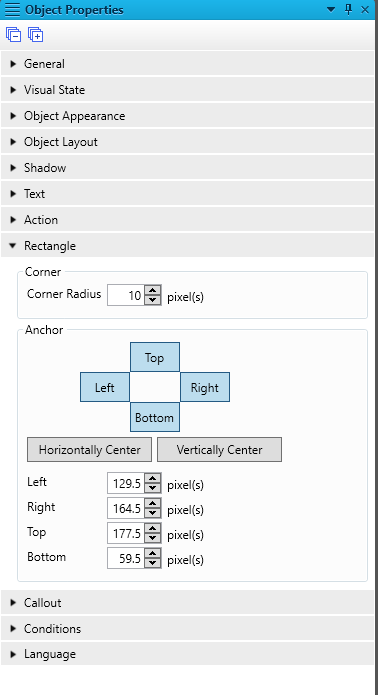 Object Properties
General
Visual State
Object Appearance
Object Layout
Shadow
Text
Action
Rectangle
Corner
Corner Radius 10 pixel(s)
Anchor
Top
Left Right
Bottom
Horizontally Center Vertically Center
Left 129.5 pixel(s)
Right 164.5 pixel(s)
Top 177.5 pixel(s)
Bottom 59.5 pixel(s)
Callout
Conditions
Language